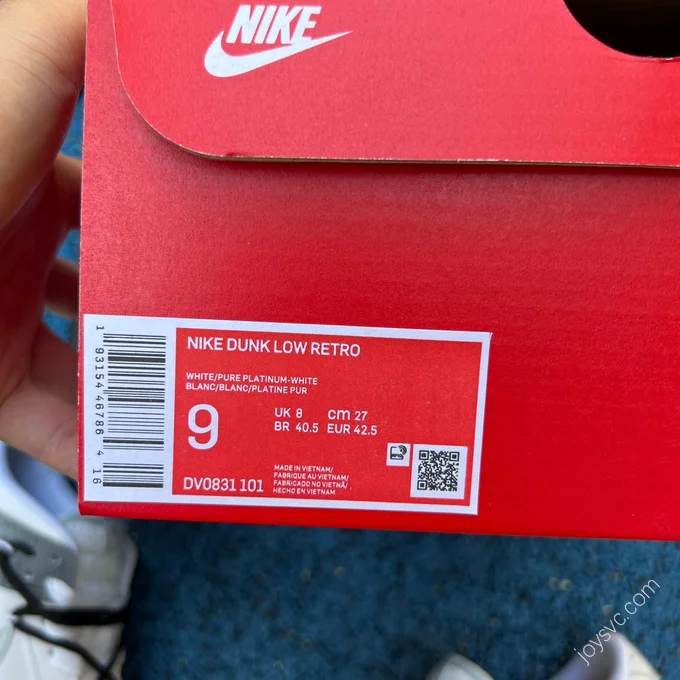 NIKE
NIKE DUNK LOW RETRO
WHITE/PURE PLATINUM-WHITE
BLANC/BLANC/PLATINE PUR
9
UK 8 cm 27
BR 40.5 EUR 42.5
MADE IN VIETNAM/
FABRIQUE AU VIETNAM/
FABRICADO NO VIETNÃ/
HECHO EN VIETNAM
DV0831 101
1 93154 46786 4 16
joysvc.com